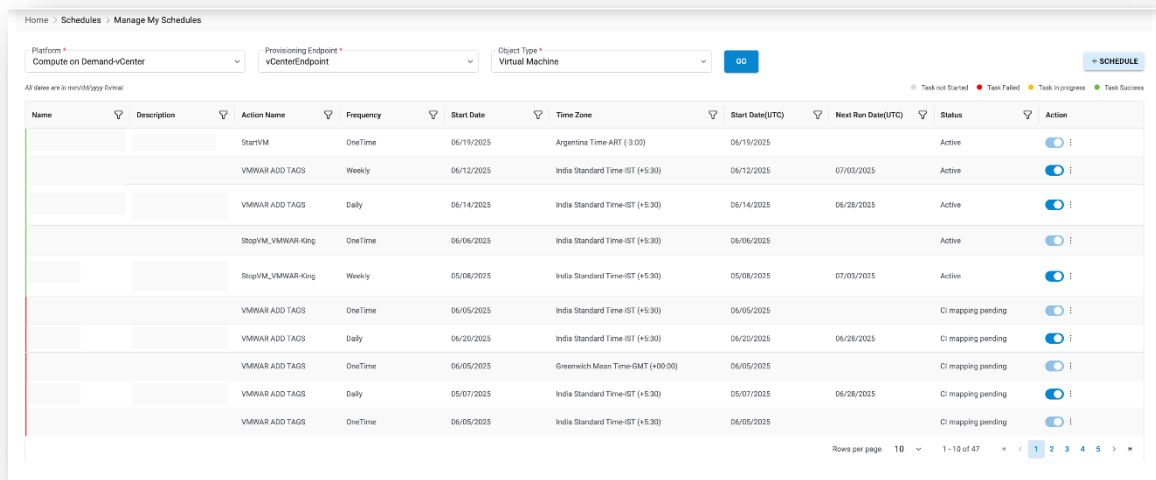 Home > Schedules > Manage My Schedules
Platform * Provisioning Endpoint * Object Type *
Compute on Demand-vCenter vCenterEndpoint Virtual Machine GO + SCHEDULE
All dates are in mm/dd/yyyy format Task not Started Task Failed Task in progress Task Success
Name Description Action Name Frequency Start Date Time Zone Start Date(UTC) Next Run Date(UTC) Status Action
StartVM OneTime 06/19/2025 Argentina Time-ART (-3:00) 06/19/2025 Active
VMWAR ADD TAGS Weekly 06/12/2025 India Standard Time-IST (+5:30) 06/12/2025 07/03/2025 Active
VMWAR ADD TAGS Daily 06/14/2025 India Standard Time-IST (+5:30) 06/14/2025 06/28/2025 Active
StopVM_VMWAR-King OneTime 06/06/2025 India Standard Time-IST (+5:30) 06/06/2025 Active
StopVM_VMWAR-King Weekly 05/08/2025 India Standard Time-IST (+5:30) 05/08/2025 07/03/2025 Active
VMWAR ADD TAGS OneTime 06/05/2025 India Standard Time-IST (+5:30) 06/05/2025 CI mapping pending
VMWAR ADD TAGS Daily 06/20/2025 India Standard Time-IST (+5:30) 06/20/2025 06/28/2025 CI mapping pending
VMWAR ADD TAGS OneTime 06/05/2025 Greenwich Mean Time-GMT (+00:00) 06/05/2025 CI mapping pending
VMWAR ADD TAGS Daily 05/07/2025 India Standard Time-IST (+5:30) 05/07/2025 06/28/2025 CI mapping pending
VMWAR ADD TAGS OneTime 06/05/2025 India Standard Time-IST (+5:30) 06/05/2025 CI mapping pending
Rows per page 10 1 - 10 of 47 1 2 3 4 5